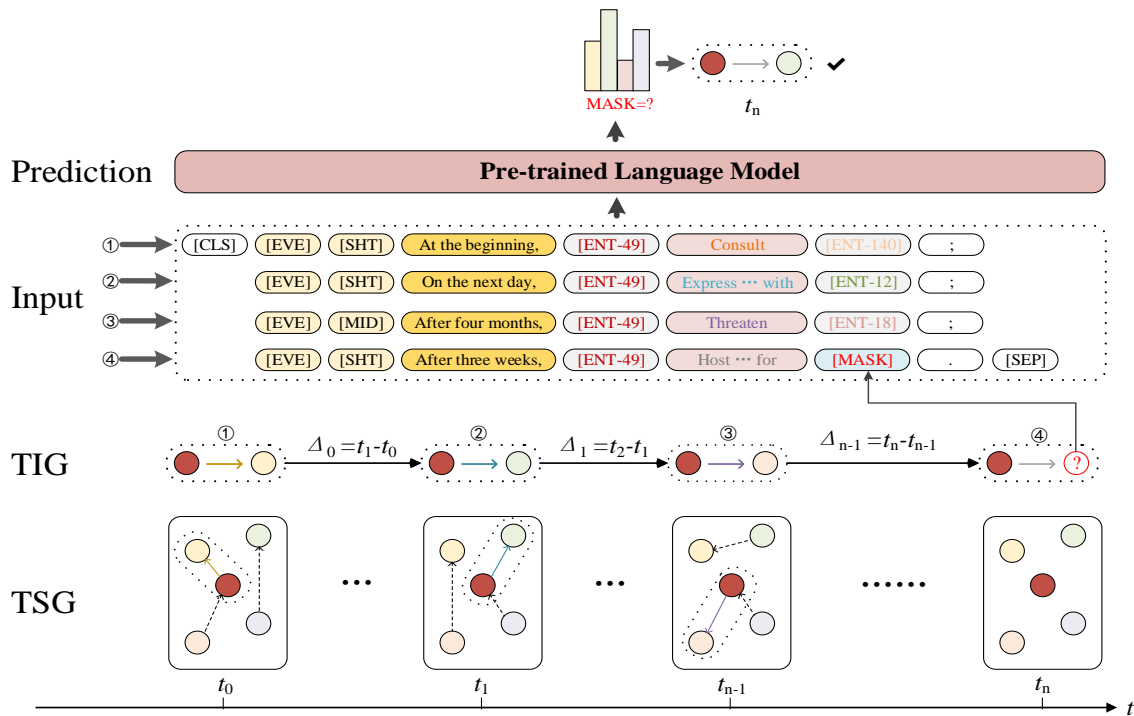 MASK=?
tn
Prediction
Pre-trained Language Model
Input
① [CLS] [EVE] [SHT] At the beginning, [ENT-49] Consult [ENT-140] ;
② [EVE] [SHT] On the next day, [ENT-49] Express ··· with [ENT-12] ;
③ [EVE] [MID] After four months, [ENT-49] Threaten [ENT-18] ;
④ [EVE] [SHT] After three weeks, [ENT-49] Host ··· for [MASK] . [SEP]
TIG
① Δ0=t1-t0 ② Δ1=t2-t1 ③ Δn-1=tn-tn-1 ④
?
TSG
··· ··· ······
t0 t1 tn-1 tn t